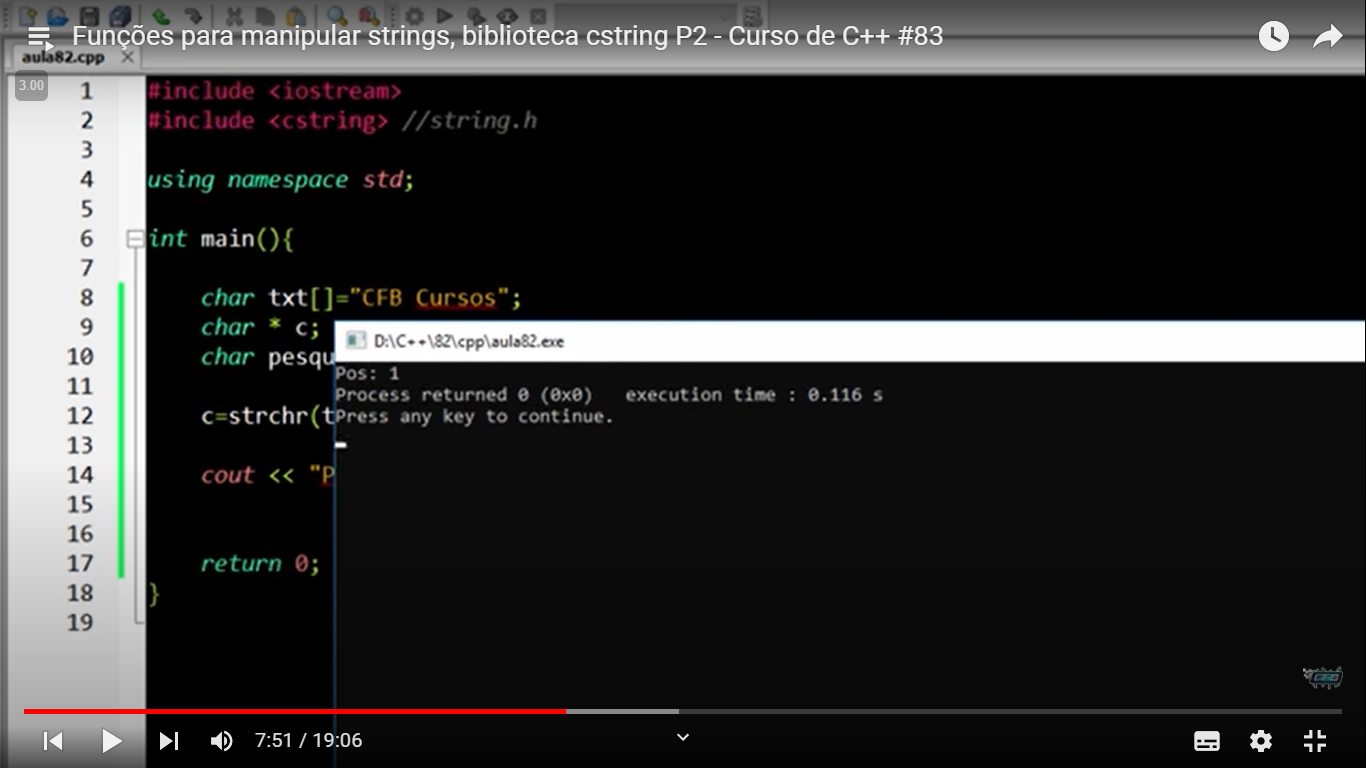 Funções para manipular strings, biblioteca cstring P2 - Curso de C++ #83
aula82.cpp
3.00
1 #include <iostream>
2 #include <cstring> //string.h
3
4 using namespace std;
5
6 int main(){
7
8 char txt[]="CFB Cursos";
9 char * c;
10 char pesqu
11
12 c=strchr(t
13
14 cout << "P
15
16
17 return 0;
18 }
19
D:\C++\82\cpp\aula82.exe
Pos: 1
Process returned 0 (0x0) execution time : 0.116 s
Press any key to continue.
7:51 / 19:06